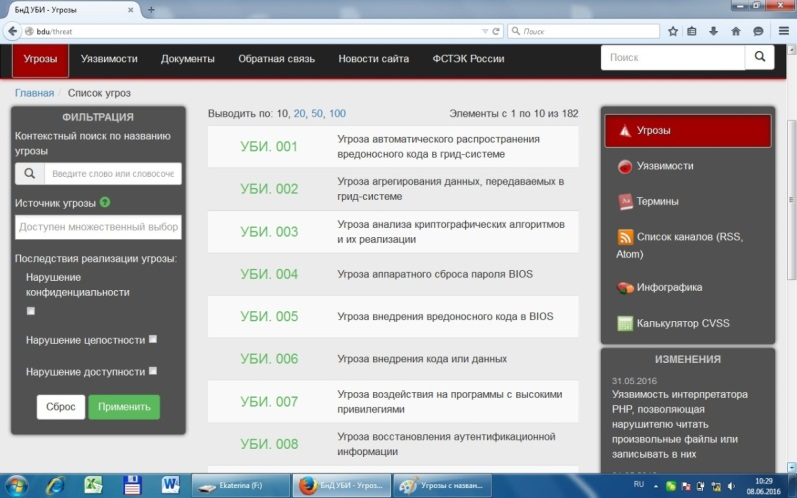 БнД УБИ - Угрозы
bdu/threat
Поиск
Угрозы Уязвимости Документы Обратная связь Новости сайта ФСТЭК России
Поиск
Главная / Список угроз
ФИЛЬТРАЦИЯ
Контекстный поиск по названию
угрозы
Введите слово или словосоче
Источник угрозы
Доступен множественный выбор
Последствия реализации угрозы:
Нарушение
конфиденциальности
Нарушение целостности
Нарушение доступности
Сброс Применить
Выводить по: 10, 20, 50, 100
Элементы с 1 по 10 из 182
УБИ. 001
Угроза автоматического распространения
вредоносного кода в грид-системе
УБИ. 002
Угроза агрегирования данных, передаваемых в
грид-системе
УБИ. 003
Угроза анализа криптографических алгоритмов
и их реализации
УБИ. 004
Угроза аппаратного сброса пароля BIOS
УБИ. 005
Угроза внедрения вредоносного кода в BIOS
УБИ. 006
Угроза внедрения кода или данных
УБИ. 007
Угроза воздействия на программы с высокими
привилегиями
УБИ. 008
Угроза восстановления аутентификационной
информации
Угрозы
Уязвимости
Термины
Список каналов (RSS,
Atom)
Инфографика
Калькулятор CVSS
ИЗМЕНЕНИЯ
31.05.2016
Уязвимость интерпретатора
PHP, позволяющая
нарушителю читать
произвольные файлы или
записывать в них
31.05.2016
Ekaterina (F:)
БнД УБИ - Угроз...
Угрозы с назван...
RU
10:29
08.06.2016